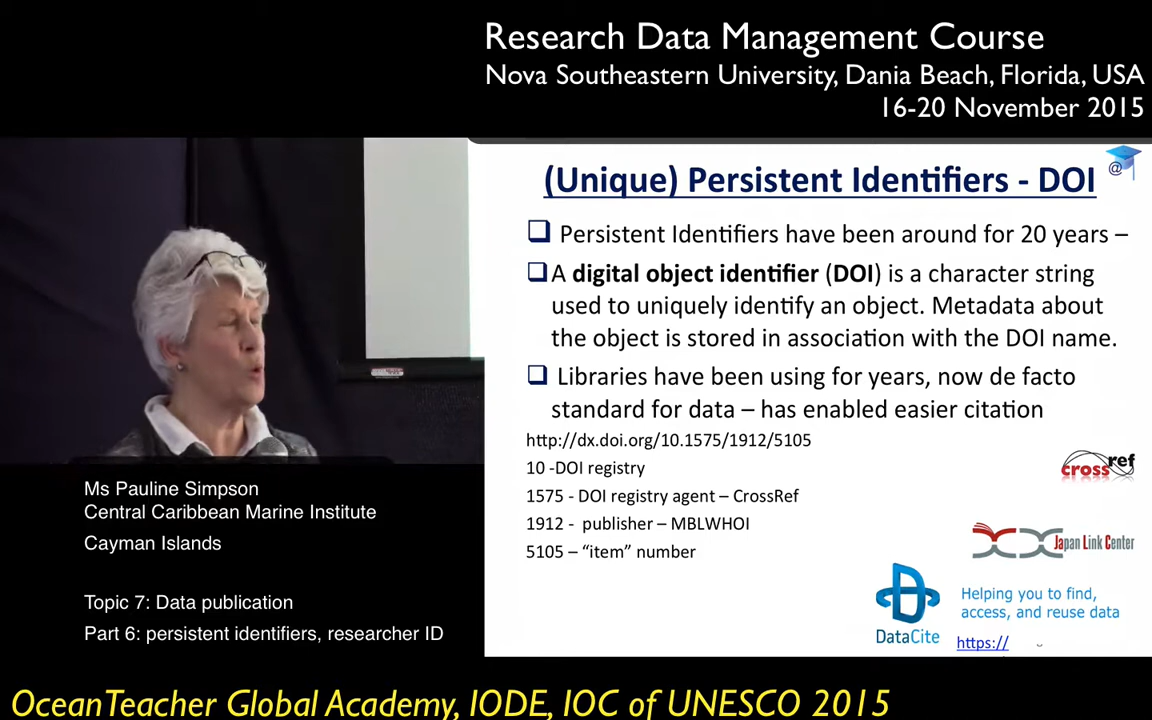 Research Data Management Course
Nova Southeastern University, Dania Beach, Florida, USA
16-20 November 2015
(Unique) Persistent Identifiers - DOI
@
Persistent Identifiers have been around for 20 years –
A digital object identifier (DOI) is a character string
used to uniquely identify an object. Metadata about
the object is stored in association with the DOI name.
Libraries have been using for years, now de facto
standard for data – has enabled easier citation
http://dx.doi.org/10.1575/1912/5105
10 -DOI registry
1575 - DOI registry agent – CrossRef
1912 - publisher – MBLWHOI
5105 – “item” number
crossref
Japan Link Center
DataCite
Helping you to find,
access, and reuse data
https://
Ms Pauline Simpson
Central Caribbean Marine Institute
Cayman Islands
Topic 7: Data publication
Part 6: persistent identifiers, researcher ID
OceanTeacher Global Academy, IODE, IOC of UNESCO 2015